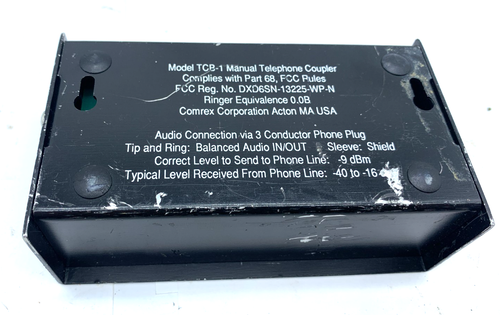 Model TCB-1 Manual Telephone Coupler
Complies with Part 68, FCC Rules
FCC Reg. No. DXD6SN-13225-WP-N
Ringer Equivalence 0.0B
Comrex Corporation Acton MA USA
Audio Connection via 3 Conductor Phone Plug
Tip and Ring: Balanced Audio IN/OUT Sleeve: Shield
Correct Level to Send to Phone Line: -9 dBm
Typical Level Received From Phone Line: -40 to -16